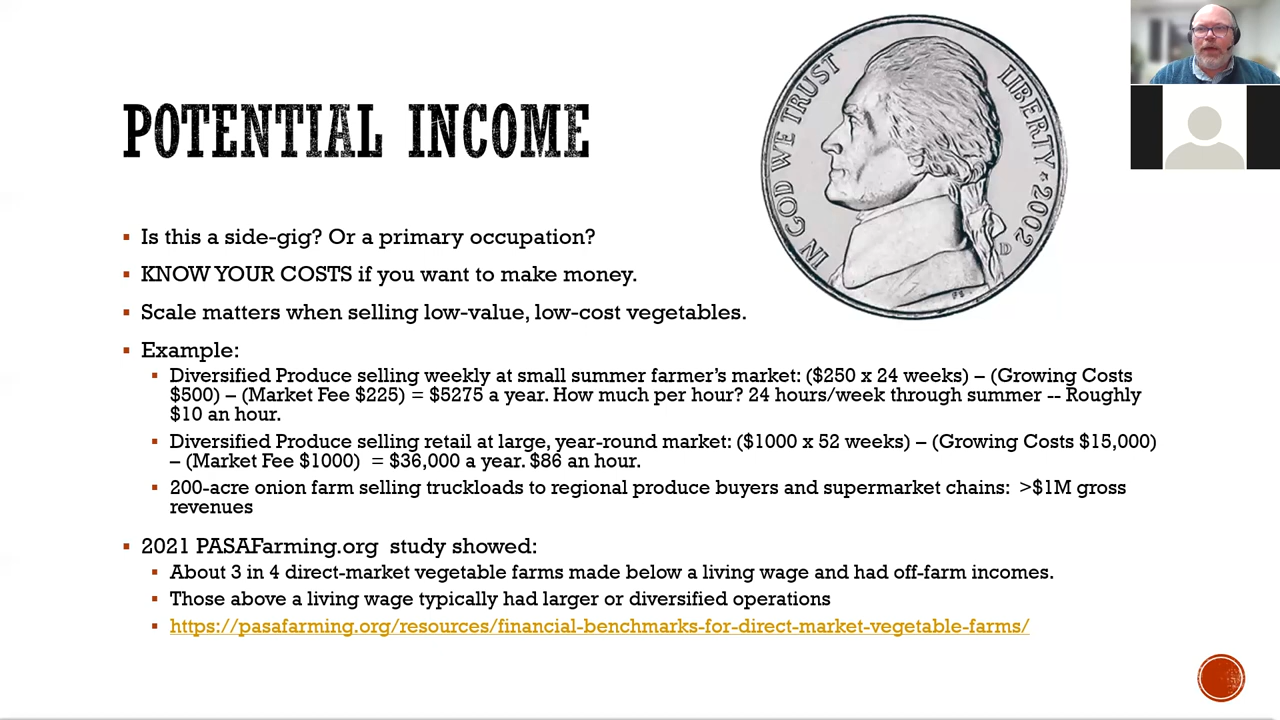 POTENTIAL INCOME
IN GOD WE TRUST
LIBERTY * 2002
D
FS
▪ Is this a side-gig? Or a primary occupation?
▪ KNOW YOUR COSTS if you want to make money.
▪ Scale matters when selling low-value, low-cost vegetables.
▪ Example:
▪ Diversified Produce selling weekly at small summer farmer's market: ($250 x 24 weeks) – (Growing Costs
$500) – (Market Fee $225) = $5275 a year. How much per hour? 24 hours/week through summer -- Roughly
$10 an hour.
▪ Diversified Produce selling retail at large, year-round market: ($1000 x 52 weeks) – (Growing Costs $15,000)
– (Market Fee $1000) = $36,000 a year. $86 an hour.
▪ 200-acre onion farm selling truckloads to regional produce buyers and supermarket chains: >$1M gross
revenues
▪ 2021 PASAFarming.org study showed:
▪ About 3 in 4 direct-market vegetable farms made below a living wage and had off-farm incomes.
▪ Those above a living wage typically had larger or diversified operations
▪ https://pasafarming.org/resources/financial-benchmarks-for-direct-market-vegetable-farms/